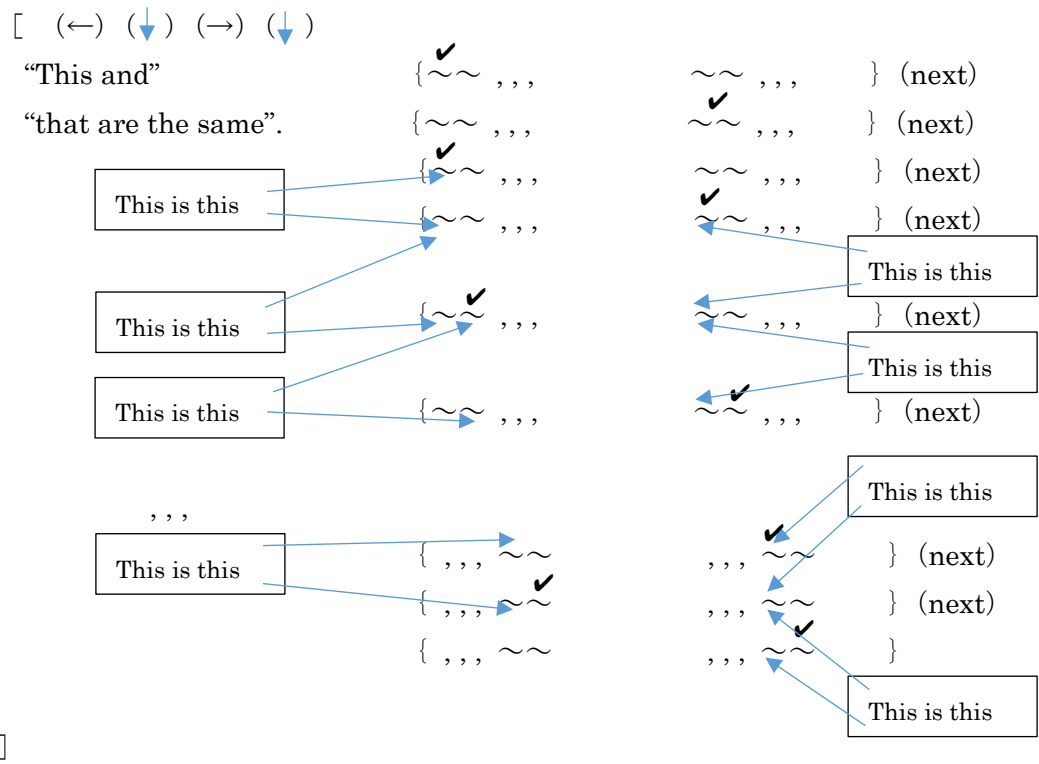 [ (←) (↓) (→) (↓)
“This and” {～～ , , , ～～ , , , } (next)
“that are the same”. {～～ , , , ～～ , , , } (next)
{～～ , , , ～～ , , , } (next)
This is this
{～～ , , , ～～ , , , } (next)
This is this
This is this {～～ , , , ～～ , , , } (next)
This is this
This is this {～～ , , , ～～ , , , } (next)
This is this
, , ,
This is this { , , , ～～ , , , ～～ } (next)
{ , , , ～～ , , , ～～ } (next)
{ , , , ～～ , , , ～～ }
This is this
]